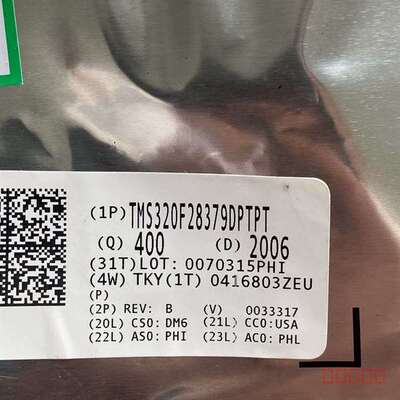 (1P)TMS320F28379DPTPT
(Q) 400 (D) 2006
(31T)LOT: 0070315PHI
(4W) TKY(1T) 0416803ZEU
(P)
(2P) REV: B (V) 0033317
(20L) CSO: DM6 (21L) CCO:USA
(22L) ASO: PHI (23L) ACO: PHL